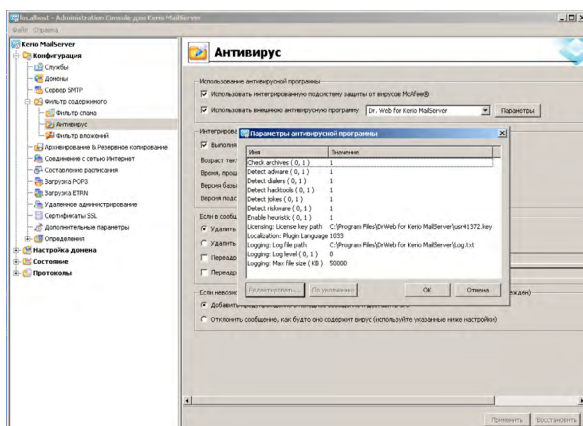 localhost - Administration Console для Kerio MailServer
Файл Справка
Kerio MailServer
Конфигурация
Службы
Домены
Сервер SMTP
Фильтр содержимого
Фильтр спама
Антивирус
Фильтр вложений
Архивирование & Резервное копирование
Соединение с сетью Интернет
Составление расписания
Загрузка POP3
Загрузка ETRN
Удаленное администрирование
Сертификаты SSL
Дополнительные параметры
Определения
Настройка домена
Состояние
Протоколы
Антивирус
Использование антивирусной программы
Использовать интегрированную подсистему защиты от вирусов McAfee®
Использовать внешнюю антивирусную программу Dr. Web for Kerio MailServer Параметры
Интегрирова
Выполня
Возраст тек
Время, прош
Версия базы
Версия подс
Если в сообщ
Удалить
Удалить
Переадр
Переадр
Параметры антивирусной программы
Имя Значение
Check archives ( 0, 1 ) 1
Detect adware ( 0, 1 ) 1
Detect dialers ( 0, 1 ) 1
Detect hacktools ( 0, 1 ) 1
Detect jokes ( 0, 1 ) 1
Detect riskware ( 0, 1 ) 1
Enable heuristic ( 0, 1 ) 1
Licensing: License key path C:\Program Files\DrWeb for Kerio MailServer\usr41372.key
Localization: Plugin Language 1033
Logging: Log file path C:\Program Files\DrWeb for Kerio MailServer\Log.txt
Logging: Log level ( 0, 1 ) 0
Logging: Max file size ( KB ) 50000
Редактировать... По умолчанию OK Отмена
Если невозмо
жден)
Добавить
Отклонить сообщение, как будто оно содержит вирус (используйте указанные ниже настройки)
Применить Восстановить